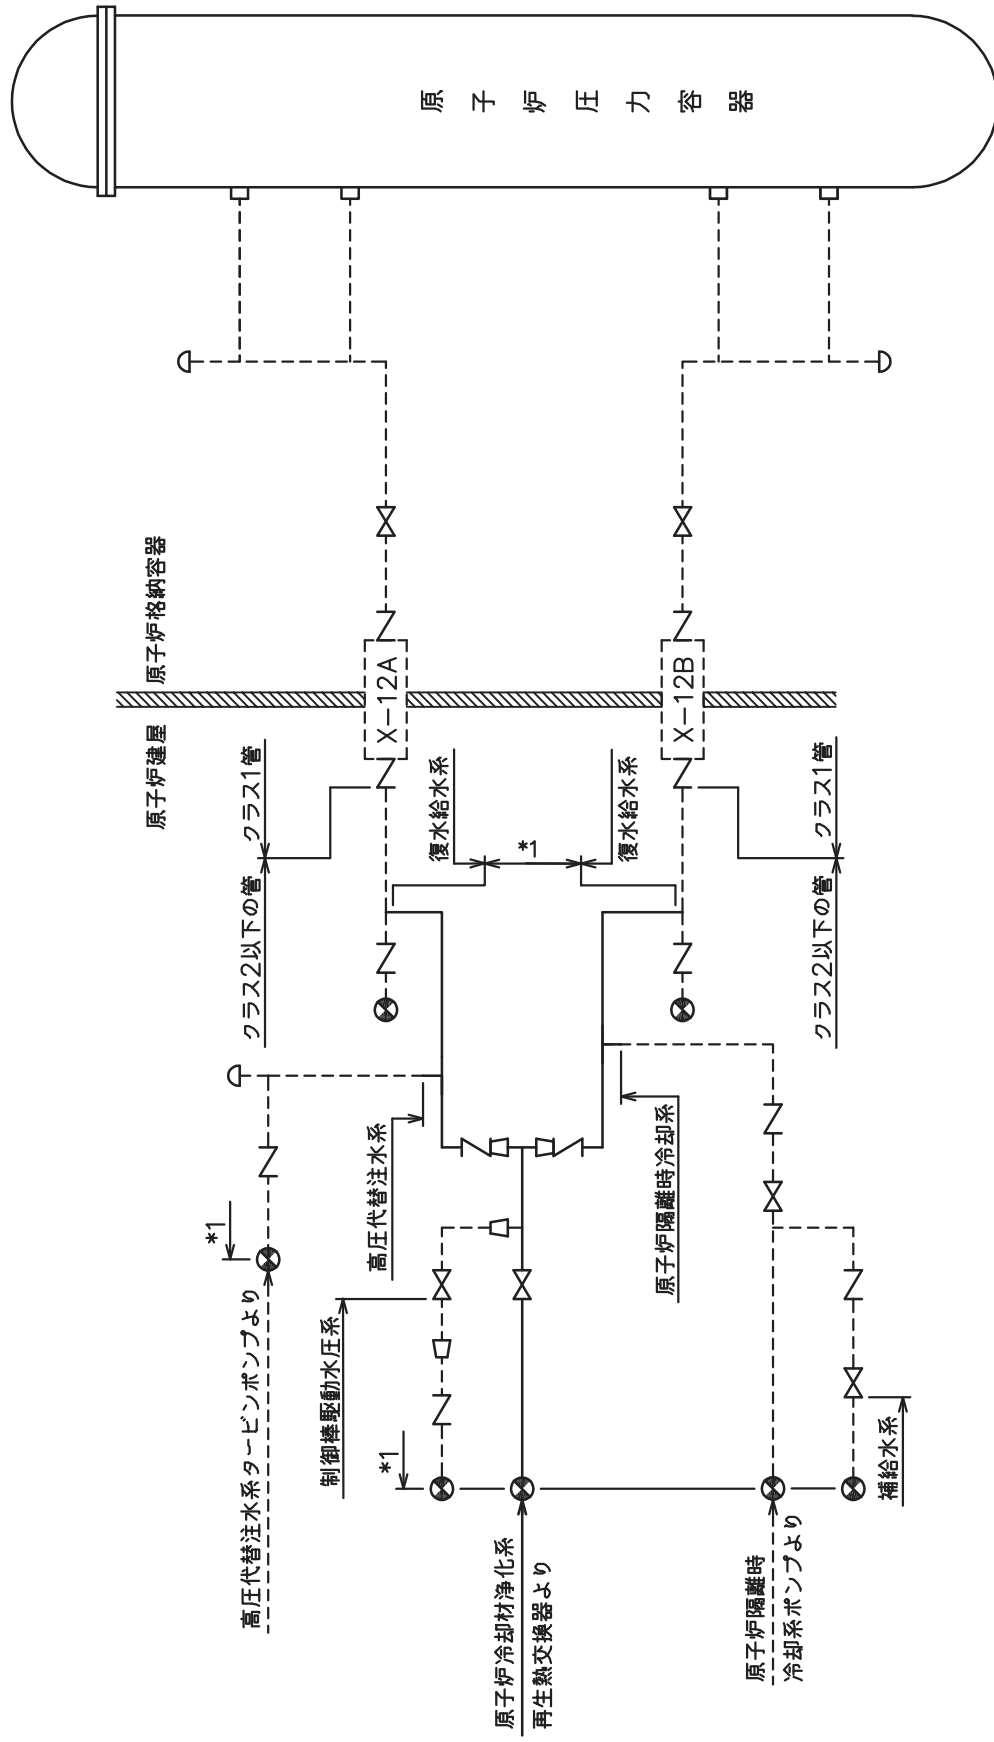 原子炉圧力容器
原子炉格納容器
原子炉建屋
X-12A
X-12B
クラス1管
クラス2以下の管
復水給水系
*1
復水給水系
クラス1管
クラス2以下の管
*1
高圧代替注水系タービンポンプより
高圧代替注水系
原子炉隔離時冷却系
制御棒駆動水圧系
*1
原子炉冷却材浄化系
再生熱交換器より
原子炉隔離時
冷却系ポンプより
補給水系